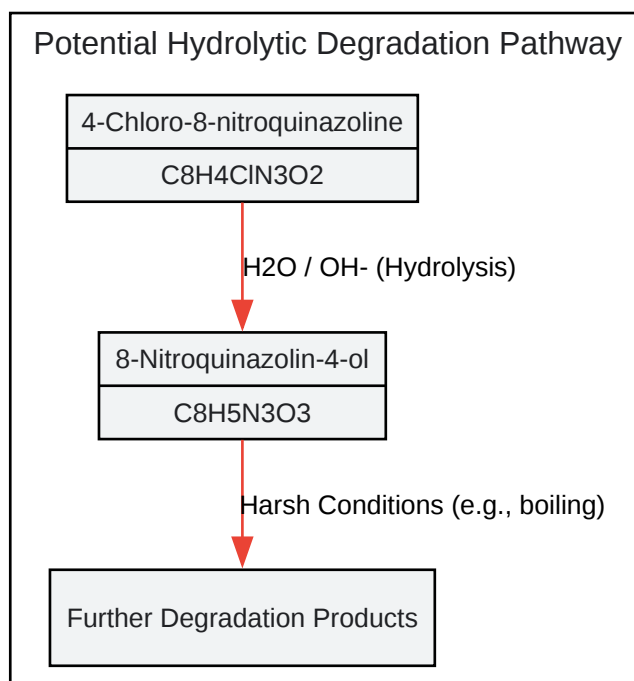 Potential Hydrolytic Degradation Pathway
4-Chloro-8-nitroquinazoline
C8H4ClN3O2
H2O / OH- (Hydrolysis)
8-Nitroquinazolin-4-ol
C8H5N3O3
Harsh Conditions (e.g., boiling)
Further Degradation Products